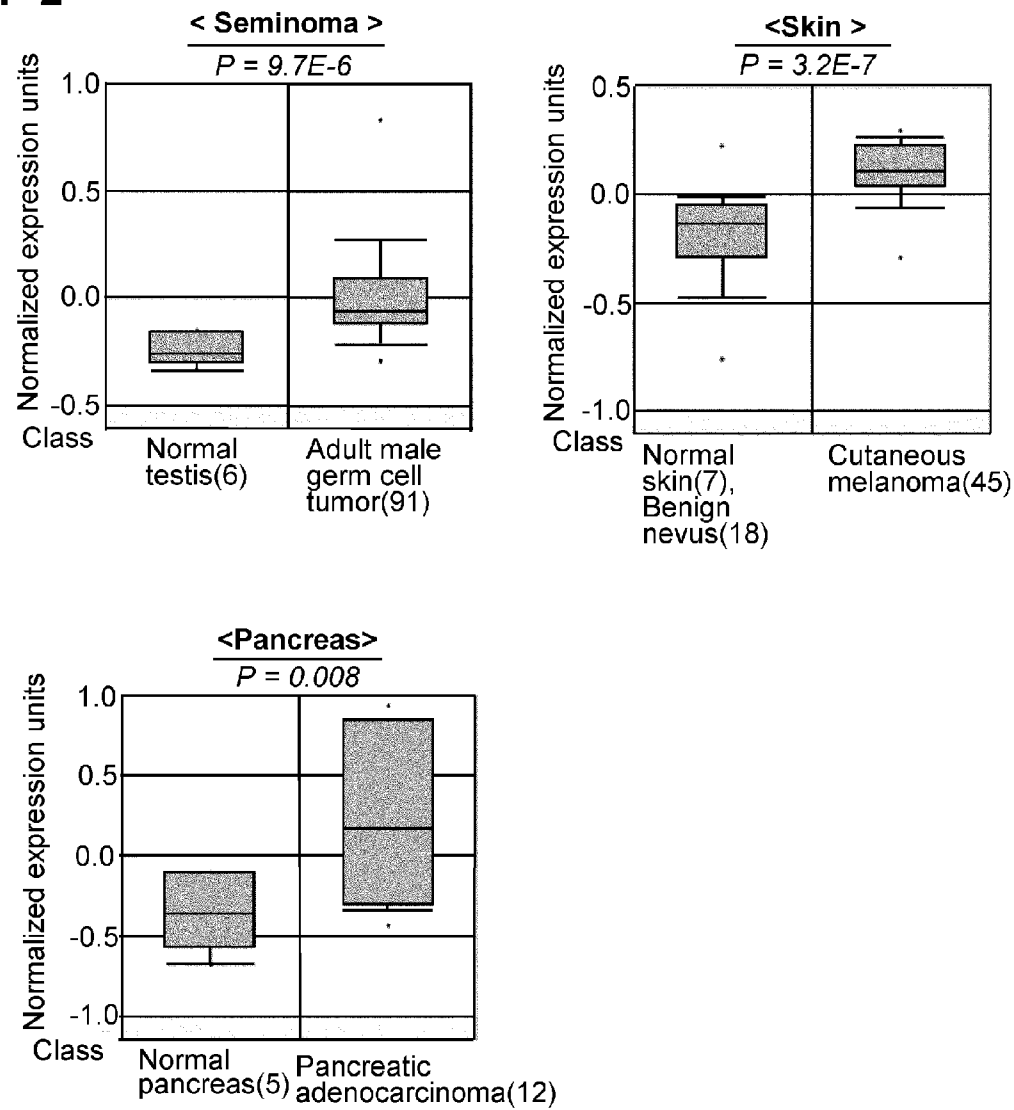 < Seminoma >
P = 9.7E-6
Normalized expression units
1.0
0.5
0.0
-0.5
Class
Normal
testis(6)
Adult male
germ cell
tumor(91)
<Skin >
P = 3.2E-7
Normalized expression units
0.5
0.0
-0.5
-1.0
Class
Normal
skin(7),
Benign
nevus(18)
Cutaneous
melanoma(45)
<Pancreas>
P = 0.008
Normalized expression units
1.0
0.5
0.0
-0.5
-1.0
Class
Normal
pancreas(5)
Pancreatic
adenocarcinoma(12)